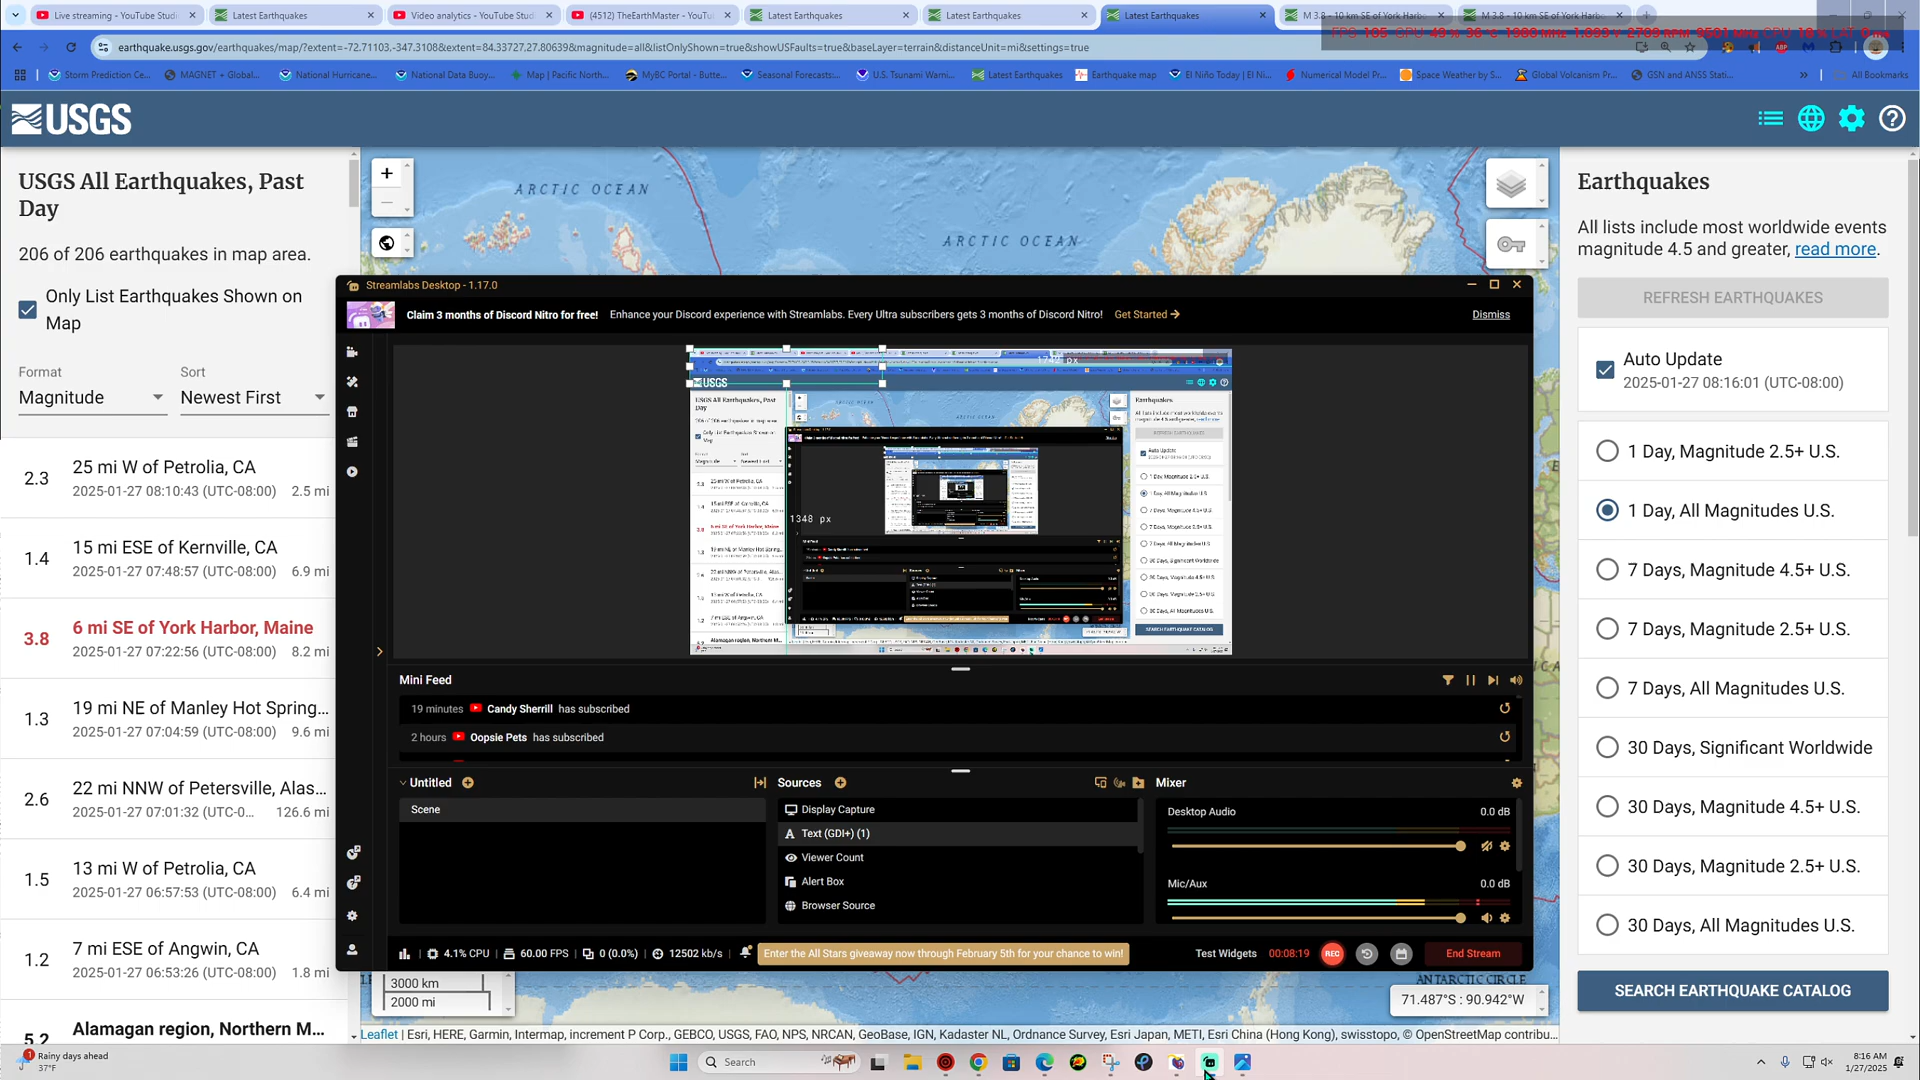 Live streaming - YouTube Studi
Latest Earthquakes
Video analytics - YouTube Studi
(4512) TheEarthMaster - YouTu
Latest Earthquakes
Latest Earthquakes
Latest Earthquakes
M 3.8 - 10 km SE of York Harbo
M 3.8 - 10 km SE of York Harb
earthquake.usgs.gov/earthquakes/map/?extent=-72.71103,-347.3108&extent=84.33727,27.80639&magnitude=all&listOnlyShown=true&showUSFaults=true&baseLayer=terrain&distanceUnit=mi&settings=true
FPS 105 GPU 49 % 36 °C 1980 MHz 1.093 V 2709 RPM 9501 MHz CPU 18 % LAT 0 ms
Storm Prediction Ce...
MAGNET + Global...
National Hurricane...
National Data Buoy...
Map | Pacific North...
MyBC Portal - Butte...
Seasonal Forecasts:...
U.S. Tsunami Warni...
Latest Earthquakes
Earthquake map
El Niño Today | El Ni...
Numerical Model Pr...
Space Weather by S...
Global Volcanism Pr...
GSN and ANSS Stati...
All Bookmarks
USGS
USGS All Earthquakes, Past
Day
206 of 206 earthquakes in map area.
Only List Earthquakes Shown on
Map
Format
Sort
Magnitude
Newest First
2.3
25 mi W of Petrolia, CA
2025-01-27 08:10:43 (UTC-08:00) 2.5 mi
1.4
15 mi ESE of Kernville, CA
2025-01-27 07:48:57 (UTC-08:00) 6.9 mi
3.8
6 mi SE of York Harbor, Maine
2025-01-27 07:22:56 (UTC-08:00) 8.2 mi
1.3
19 mi NE of Manley Hot Spring...
2025-01-27 07:04:59 (UTC-08:00) 9.6 mi
2.6
22 mi NNW of Petersville, Alas...
2025-01-27 07:01:32 (UTC-0... 126.6 mi
1.5
13 mi W of Petrolia, CA
2025-01-27 06:57:53 (UTC-08:00) 6.4 mi
1.2
7 mi ESE of Angwin, CA
2025-01-27 06:53:26 (UTC-08:00) 1.8 mi
5.2
Alamagan region, Northern M...
+
−
ARCTIC OCEAN
ARCTIC OCEAN
Streamlabs Desktop - 1.17.0
Claim 3 months of Discord Nitro for free! Enhance your Discord experience with Streamlabs. Every Ultra subscribers gets 3 months of Discord Nitro! Get Started
Dismiss
1348 px
Mini Feed
19 minutes Candy Sherrill has subscribed
2 hours Oopsie Pets has subscribed
Untitled
Scene
Sources
Display Capture
Text (GDI+) (1)
Viewer Count
Alert Box
Browser Source
Mixer
Desktop Audio 0.0 dB
Mic/Aux 0.0 dB
4.1% CPU
60.00 FPS
0 (0.0%)
12502 kb/s
Enter the All Stars giveaway now through February 5th for your chance to win!
Test Widgets
00:08:19
REC
End Stream
3000 km
2000 mi
ANTARCTIC CIRCLE
71.487°S : 90.942°W
Leaflet | Esri, HERE, Garmin, Intermap, increment P Corp., GEBCO, USGS, FAO, NPS, NRCAN, GeoBase, IGN, Kadaster NL, Ordnance Survey, Esri Japan, METI, Esri China (Hong Kong), swisstopo, © OpenStreetMap contribu...
Earthquakes
All lists include most worldwide events
magnitude 4.5 and greater, read more.
REFRESH EARTHQUAKES
Auto Update
2025-01-27 08:16:01 (UTC-08:00)
1 Day, Magnitude 2.5+ U.S.
1 Day, All Magnitudes U.S.
7 Days, Magnitude 4.5+ U.S.
7 Days, Magnitude 2.5+ U.S.
7 Days, All Magnitudes U.S.
30 Days, Significant Worldwide
30 Days, Magnitude 4.5+ U.S.
30 Days, Magnitude 2.5+ U.S.
30 Days, All Magnitudes U.S.
SEARCH EARTHQUAKE CATALOG
1
Rainy days ahead
37°F
Search
8:16 AM
1/27/2025